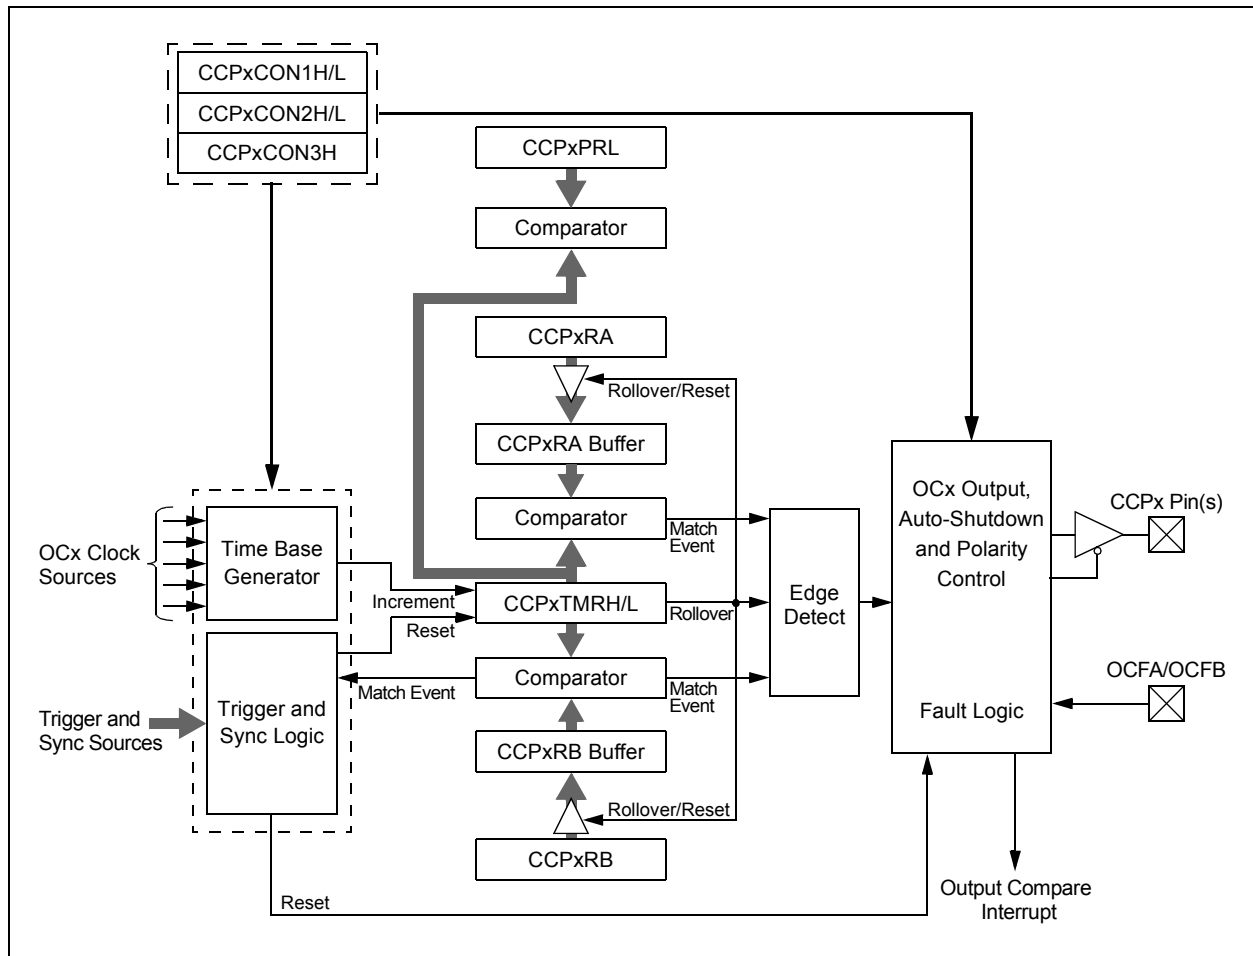 CCPxCON1H/L
CCPxCON2H/L
CCPxCON3H
CCPxPRL
Comparator
CCPxRA
Rollover/Reset
CCPxRA Buffer
Comparator
Match
Event
OCx Clock
Sources
Time Base
Generator
Increment
Reset
CCPxTMRH/L
Rollover
Edge
Detect
OCx Output,
Auto-Shutdown
and Polarity
Control
Fault Logic
CCPx Pin(s)
OCFA/OCFB
Trigger and
Sync Sources
Trigger and
Sync Logic
Match Event
Comparator
Match
Event
CCPxRB Buffer
Rollover/Reset
CCPxRB
Reset
Output Compare
Interrupt